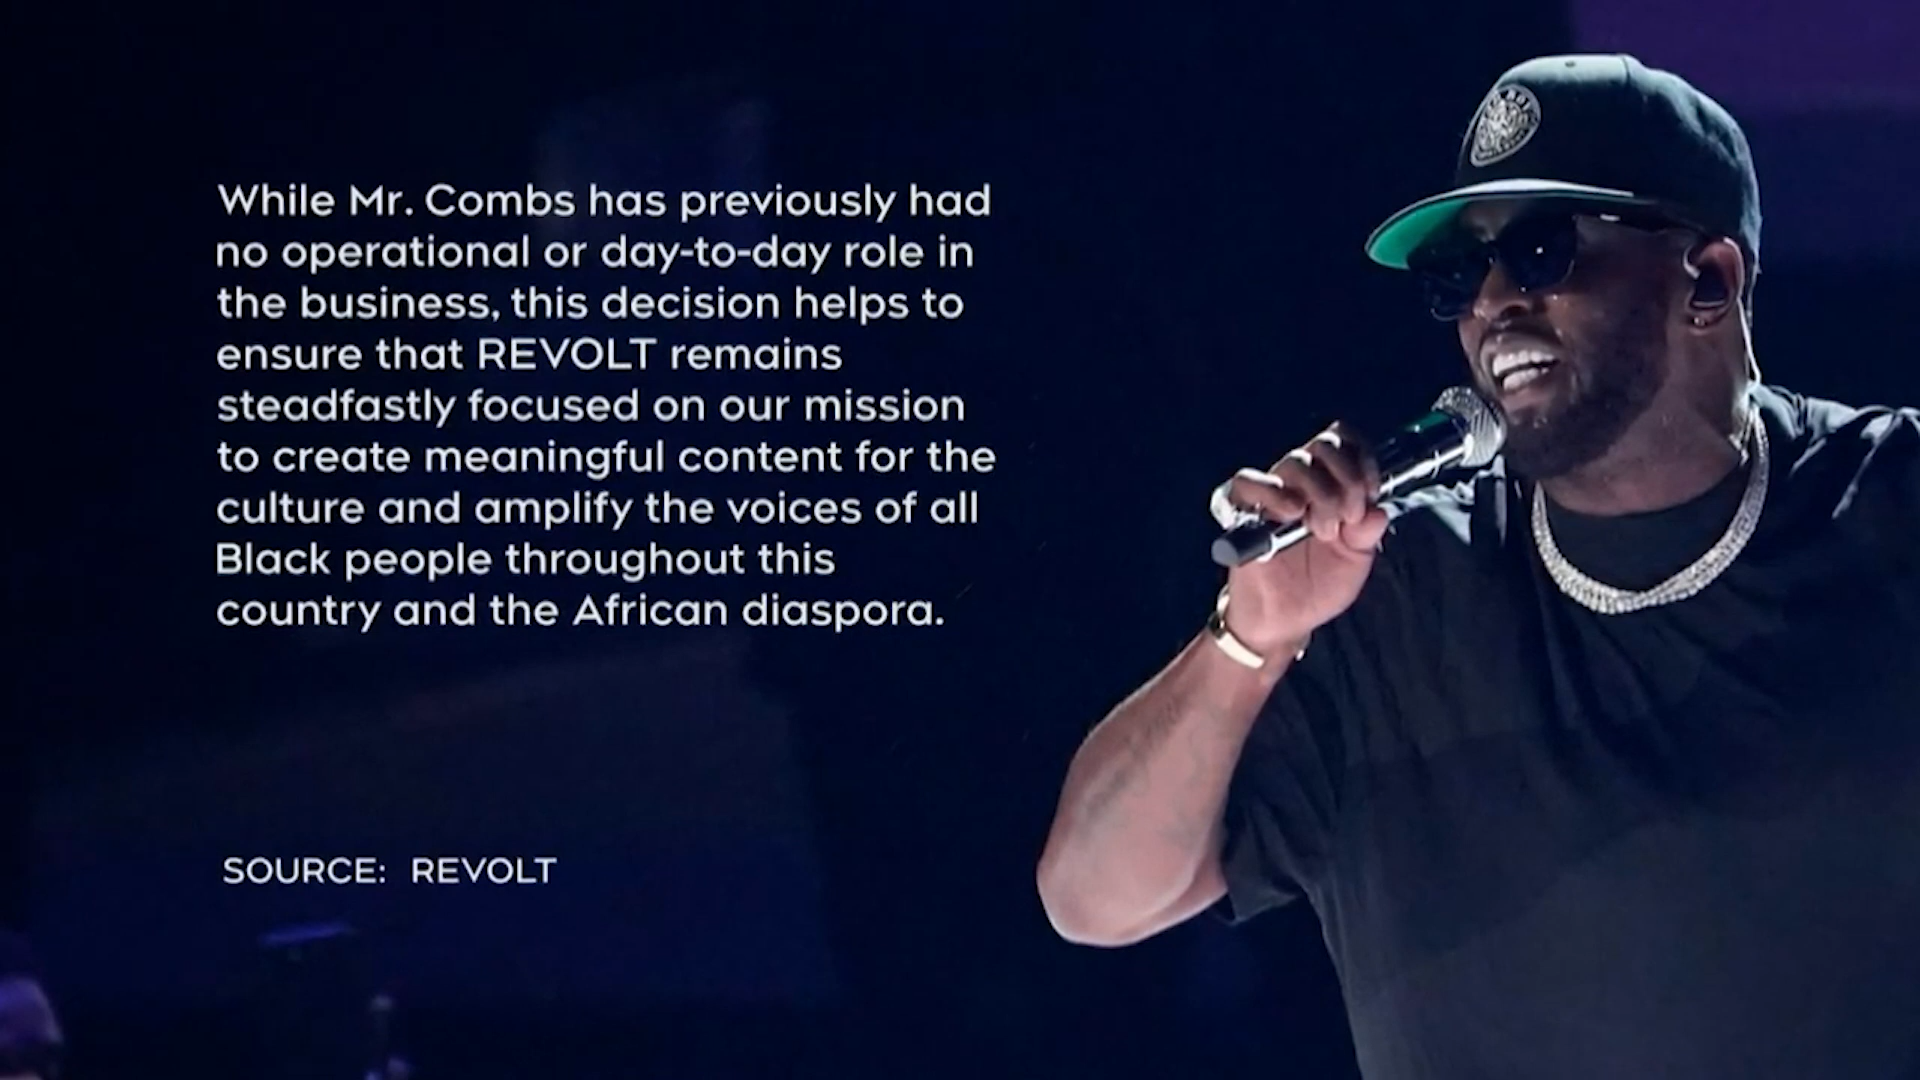 While Mr. Combs has previously had
no operational or day-to-day role in
the business, this decision helps to
ensure that REVOLT remains
steadfastly focused on our mission
to create meaningful content for the
culture and amplify the voices of all
Black people throughout this
country and the African diaspora.
SOURCE: REVOLT